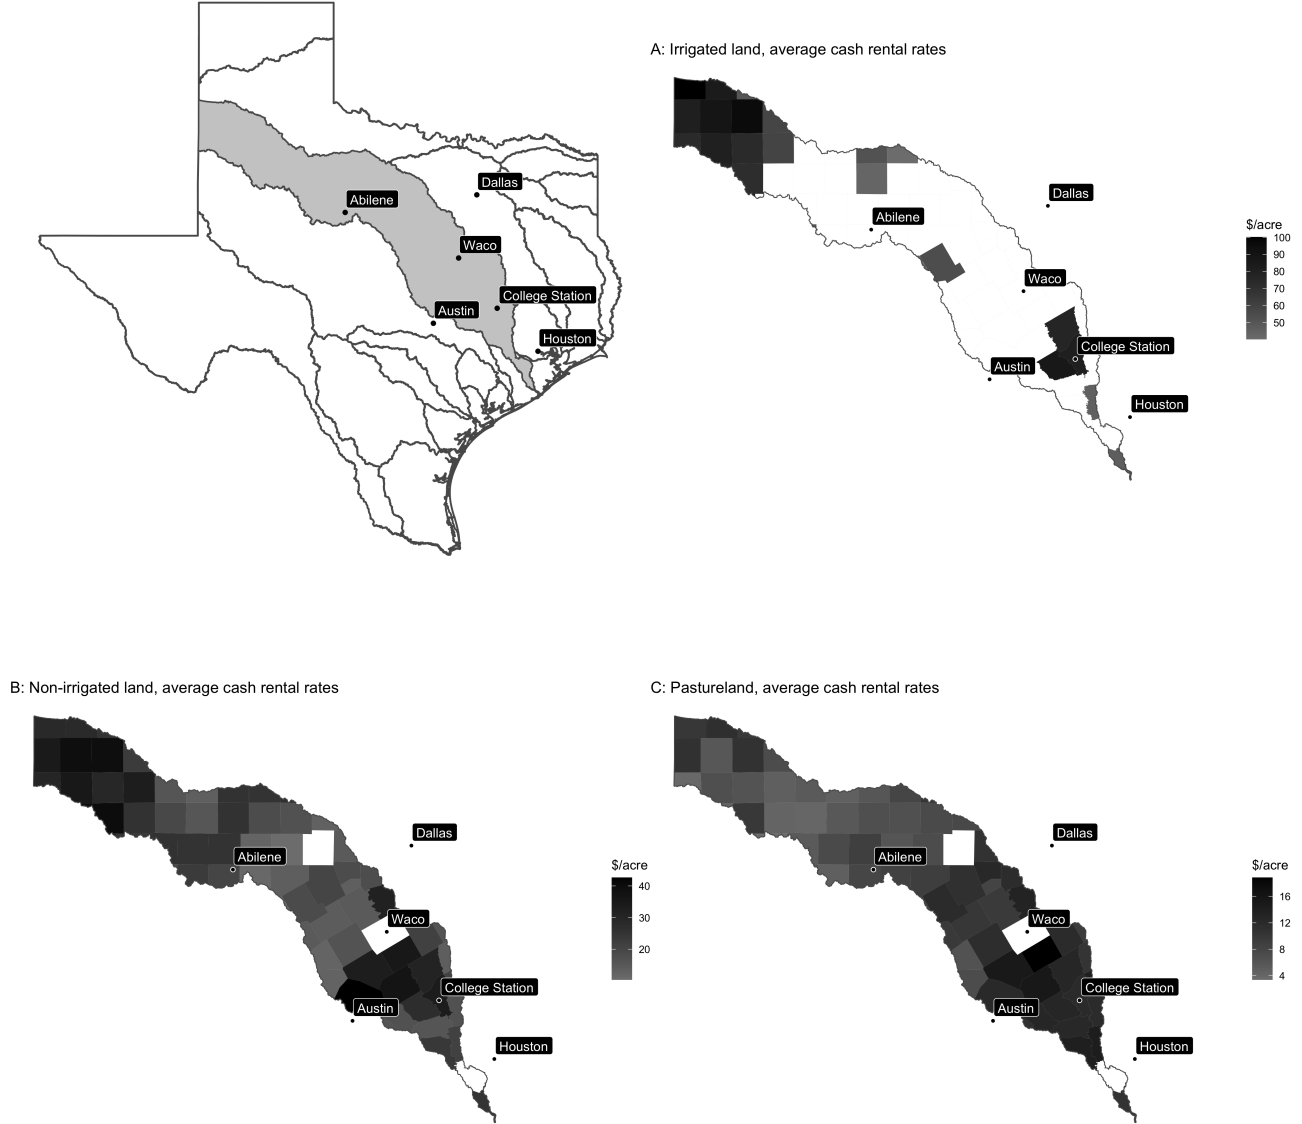 Abilene
Dallas
Waco
College Station
Austin
Houston
A: Irrigated land, average cash rental rates
Dallas
Abilene
Waco
College Station
Austin
Houston
$/acre
100
90
80
70
60
50
B: Non-irrigated land, average cash rental rates
Dallas
Abilene
Waco
College Station
Austin
Houston
$/acre
40
30
20
C: Pastureland, average cash rental rates
Dallas
Abilene
Waco
College Station
Austin
Houston
$/acre
16
12
8
4